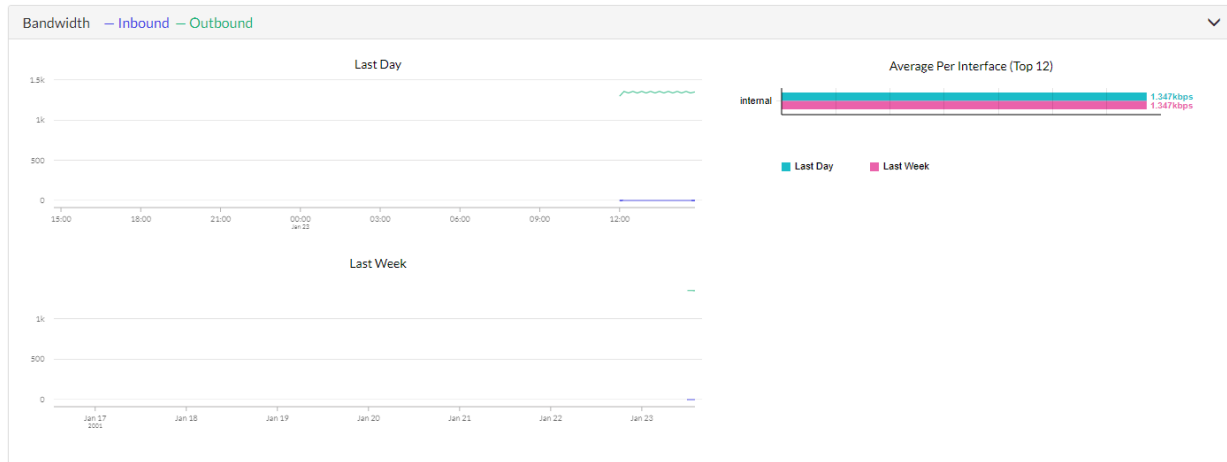 Bandwidth — Inbound — Outbound
Last Day
1.5k
1k
500
0
15:00 18:00 21:00 00:00 03:00 06:00 09:00 12:00
Jan 23
Average Per Interface (Top 12)
internal
1.347kbps
1.347kbps
Last Day Last Week
Last Week
1k
500
0
Jan 17 Jan 18 Jan 19 Jan 20 Jan 21 Jan 22 Jan 23
2001